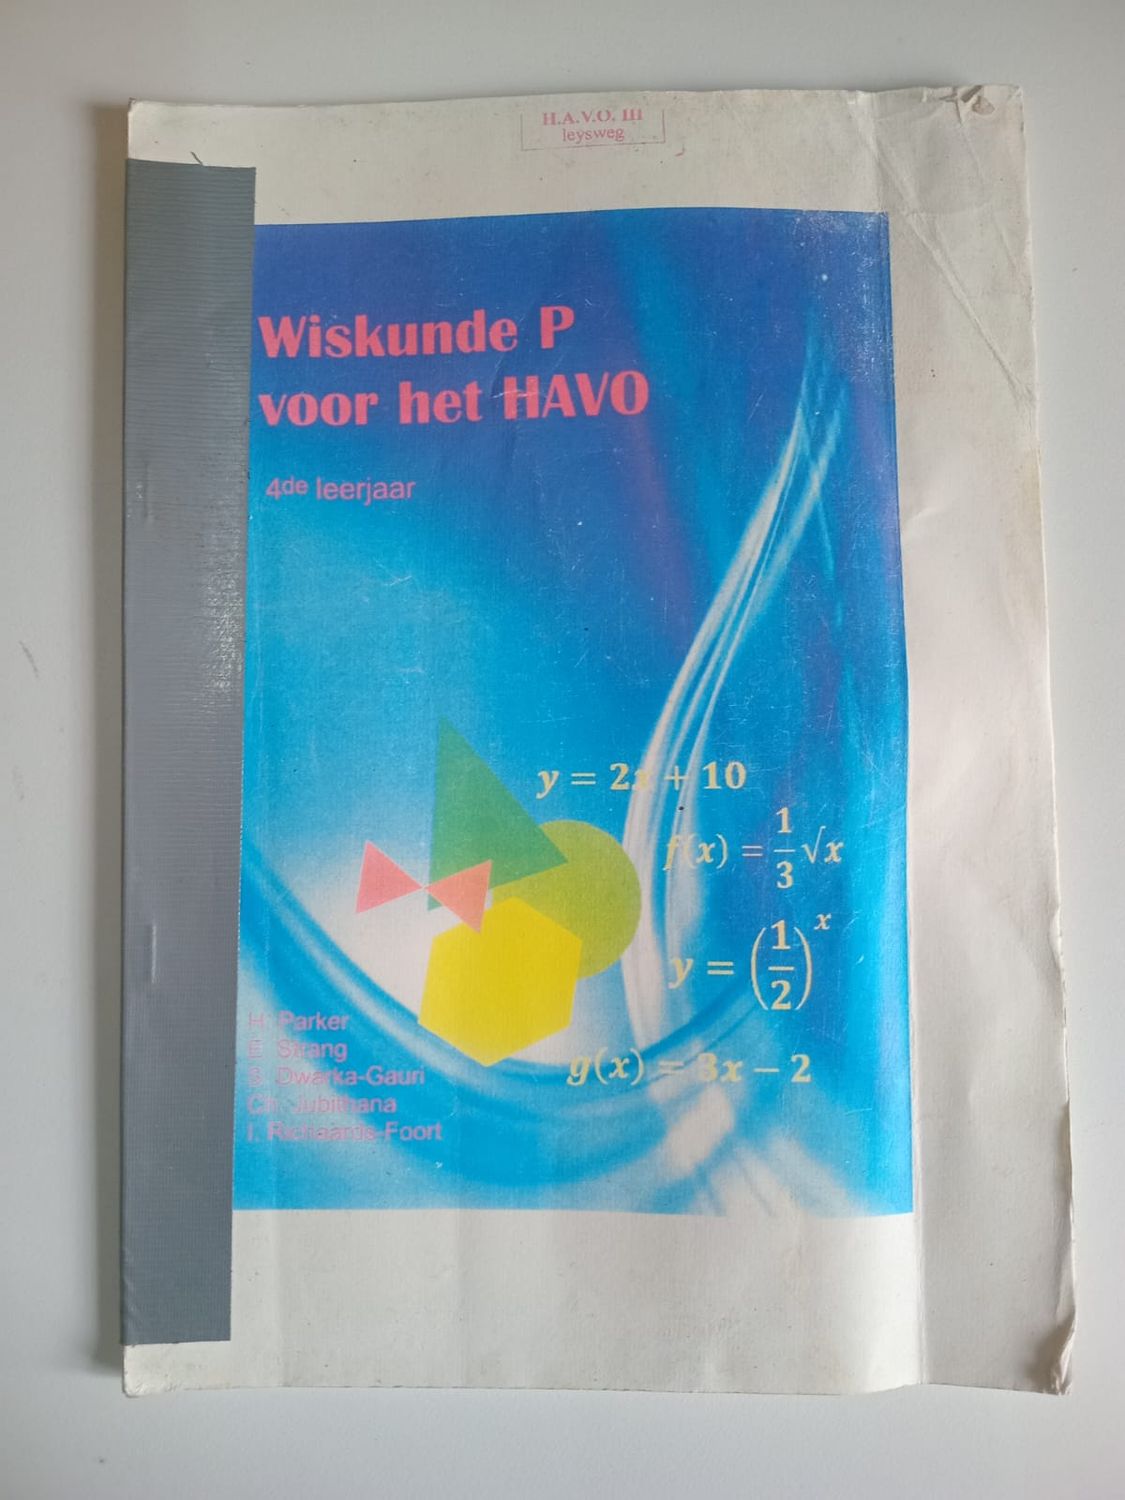 H.A.V.O. III
leysweg
Wiskunde P
voor het HAVO
4de leerjaar
y = 2x + 10
f(x) = 1/3 √x
y = (1/2)^x
g(x) = 3x − 2
H. Parker
E. Strang
S. Dwarka-Gauri
Ch. Jubithana
I. Richaards-Foort